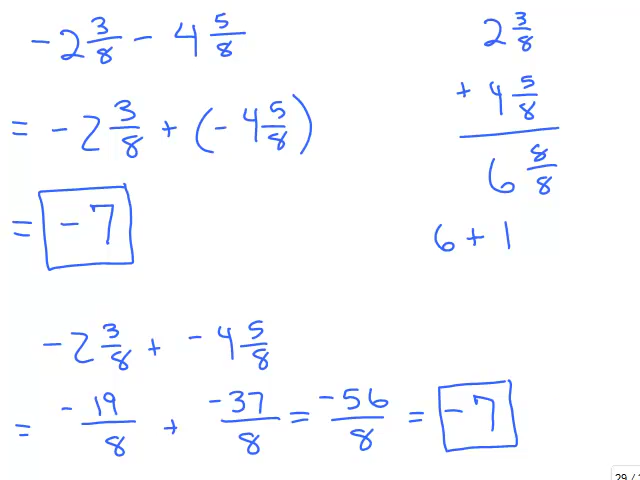 -2 3/8 - 4 5/8
= -2 3/8 + (-4 5/8)
= -7
2 3/8
+ 4 5/8
6 8/8
6 + 1
-2 3/8 + -4 5/8
= -19/8 + -37/8 = -56/8 = -7